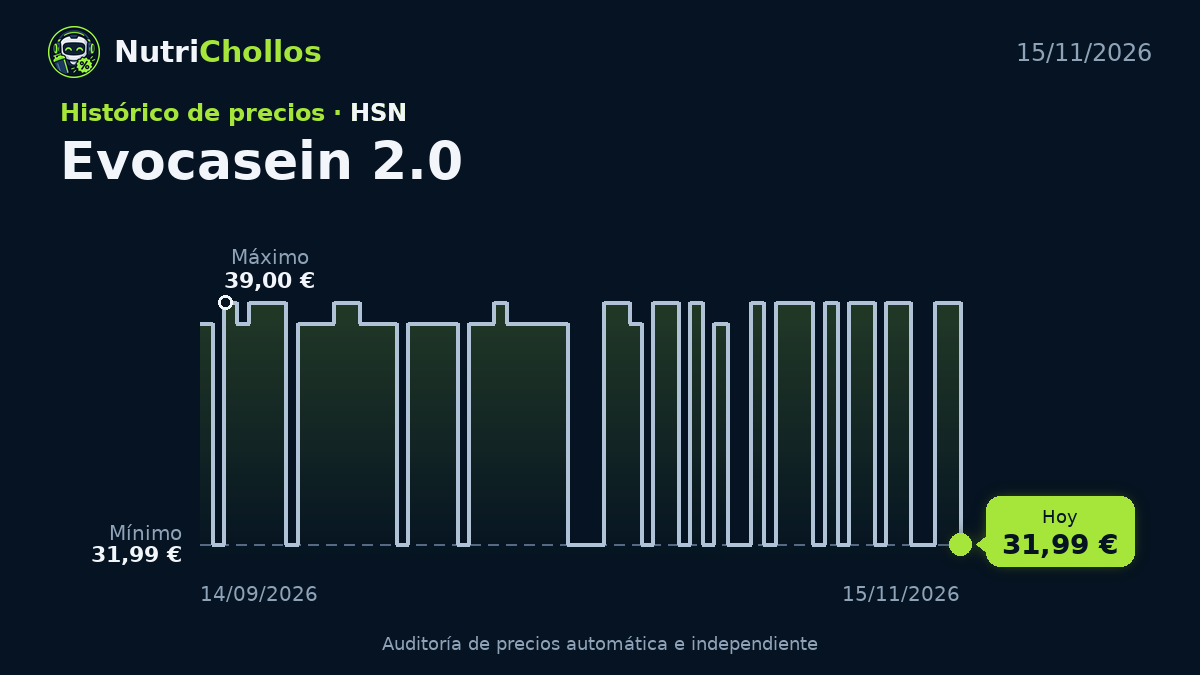 NutriChollos
15/11/2026
Histórico de precios · HSN
Evocasein 2.0
Máximo
39,00 €
Mínimo
31,99 €
Hoy
31,99 €
14/09/2026
15/11/2026
Auditoría de precios automática e independiente